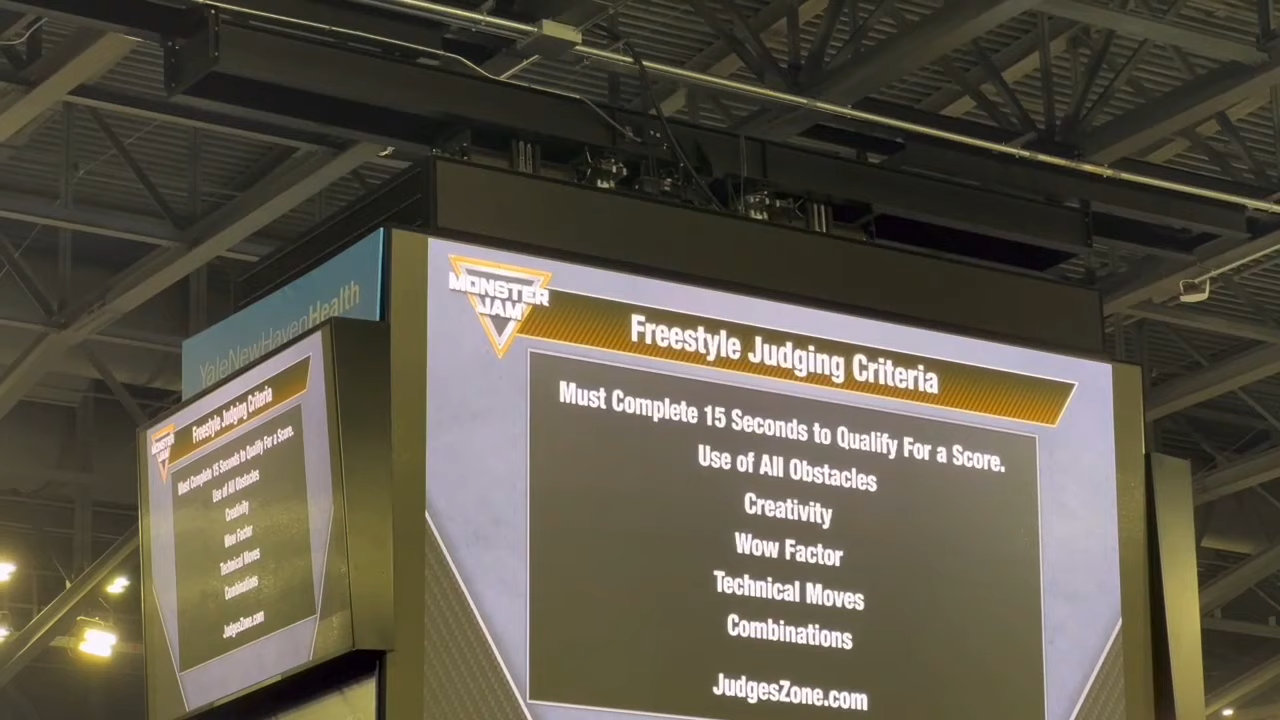 YaleNewHavenHealth
MONSTER
JAM
Freestyle Judging Criteria
Must Complete 15 Seconds to Qualify For a Score.
Use of All Obstacles
Creativity
Wow Factor
Technical Moves
Combinations
JudgesZone.com
MONSTER
JAM
Freestyle Judging Criteria
Must Complete 15 Seconds to Qualify For a Score.
Use of All Obstacles
Creativity
Wow Factor
Technical Moves
Combinations
JudgesZone.com